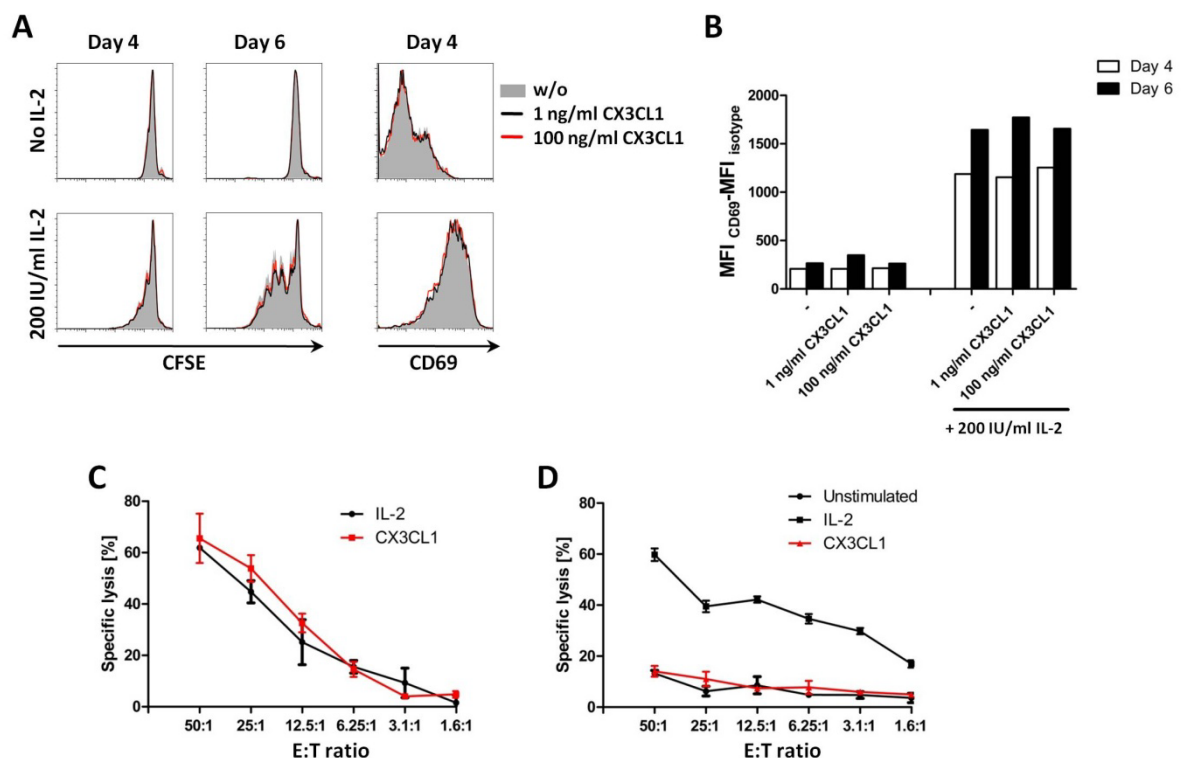 A
Day 4
Day 6
Day 4
No IL-2
200 IU/ml IL-2
w/o
1 ng/ml CX3CL1
100 ng/ml CX3CL1
CFSE
CD69
B
Day 4
Day 6
MFI CD69-MFI isotype
2000
1500
1000
500
0
-
1 ng/ml CX3CL1
100 ng/ml CX3CL1
-
1 ng/ml CX3CL1
100 ng/ml CX3CL1
+ 200 IU/ml IL-2
C
IL-2
CX3CL1
Specific lysis [%]
80
60
40
20
0
50:1 25:1 12.5:1 6.25:1 3.1:1 1.6:1
E:T ratio
D
Unstimulated
IL-2
CX3CL1
Specific lysis [%]
80
60
40
20
0
50:1 25:1 12.5:1 6.25:1 3.1:1 1.6:1
E:T ratio